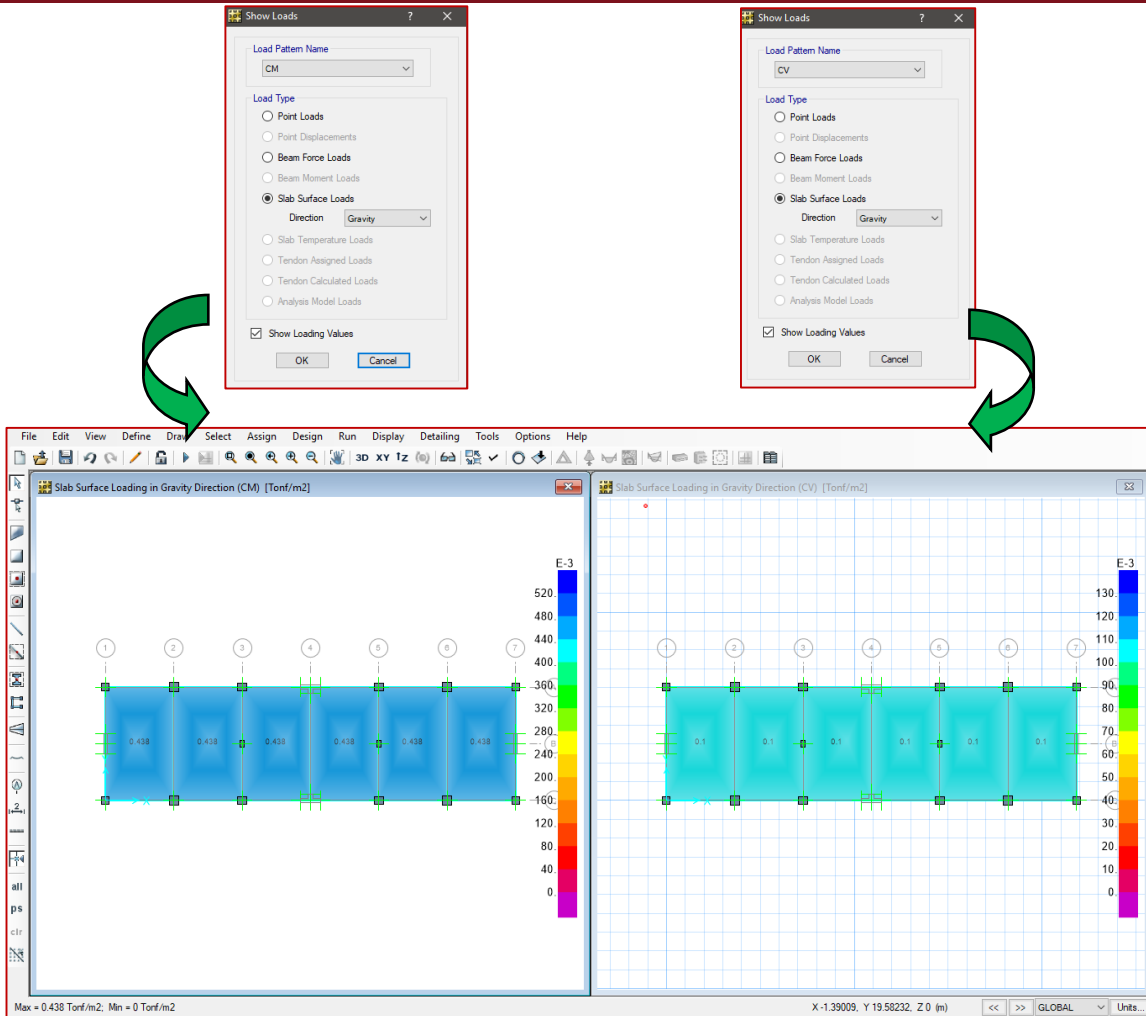 Show Loads ? ×
Load Pattern Name
CM
Load Type
Point Loads
Point Displacements
Beam Force Loads
Beam Moment Loads
Slab Surface Loads
Direction Gravity
Slab Temperature Loads
Tendon Assigned Loads
Tendon Calculated Loads
Analysis Model Loads
Show Loading Values
OK Cancel
Show Loads ? ×
Load Pattern Name
CV
Load Type
Point Loads
Point Displacements
Beam Force Loads
Beam Moment Loads
Slab Surface Loads
Direction Gravity
Slab Temperature Loads
Tendon Assigned Loads
Tendon Calculated Loads
Analysis Model Loads
Show Loading Values
OK Cancel
File Edit View Define Draw Select Assign Design Run Display Detailing Tools Options Help
3D XY
all
ps
clr
Slab Surface Loading in Gravity Direction (CM) [Tonf/m2]
E-3
520.
480.
440.
400.
360.
320.
280.
240.
200.
160.
120.
80.
40.
0.
1 2 3 4 5 6 7
0.438 0.438 0.438 0.438 0.438 0.438
B
X
Slab Surface Loading in Gravity Direction (CV) [Tonf/m2]
E-3
130.
120.
110.
100.
90.
80.
70.
60.
50.
40.
30.
20.
10.
0.
1 2 3 4 5 6 7
0.1 0.1 0.1 0.1 0.1 0.1
X
Max = 0.438 Tonf/m2; Min = 0 Tonf/m2
X -1.39009, Y 19.58232, Z 0 (m) << >> GLOBAL Units...